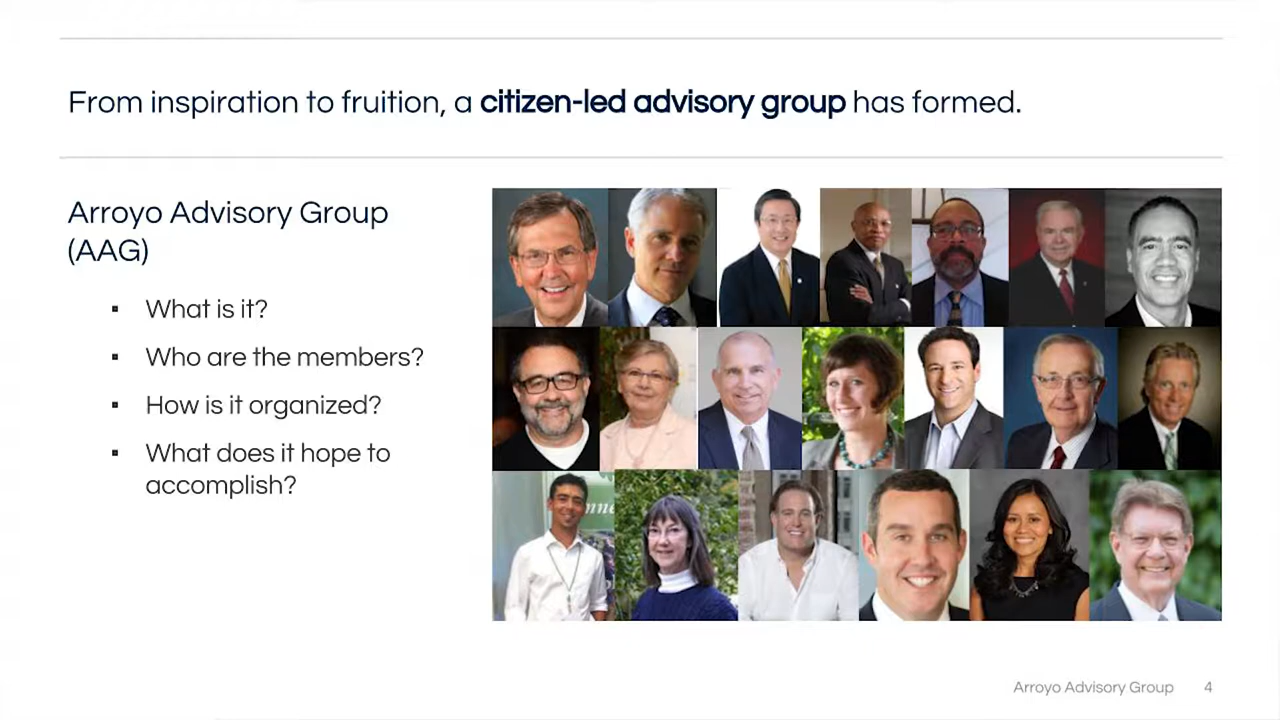 From inspiration to fruition, a citizen-led advisory group has formed.
Arroyo Advisory Group
(AAG)
▪ What is it?
▪ Who are the members?
▪ How is it organized?
▪ What does it hope to
accomplish?
Arroyo Advisory Group 4